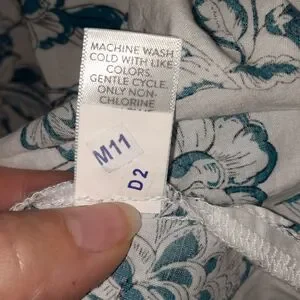 MACHINE WASH
COLD WITH LIKE
COLORS.
GENTLE CYCLE.
ONLY NON-
CHLORINE
M11
D2